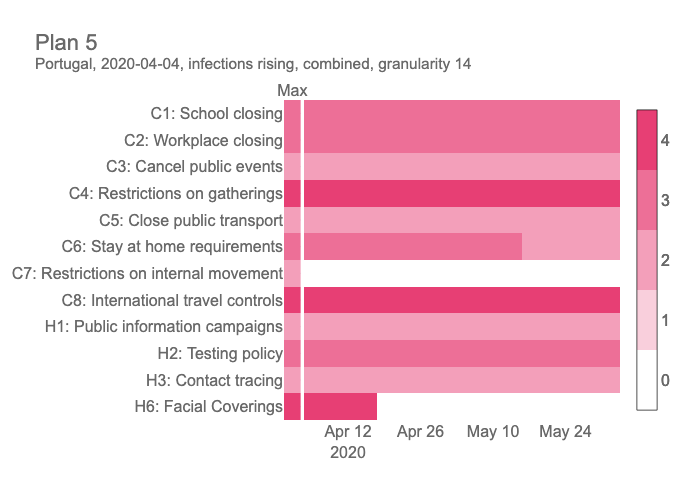 Plan 5
Portugal, 2020-04-04, infections rising, combined, granularity 14
Max
C1: School closing
C2: Workplace closing
C3: Cancel public events
C4: Restrictions on gatherings
C5: Close public transport
C6: Stay at home requirements
C7: Restrictions on internal movement
C8: International travel controls
H1: Public information campaigns
H2: Testing policy
H3: Contact tracing
H6: Facial Coverings
Apr 12 Apr 26 May 10 May 24
2020
4
3
2
1
0